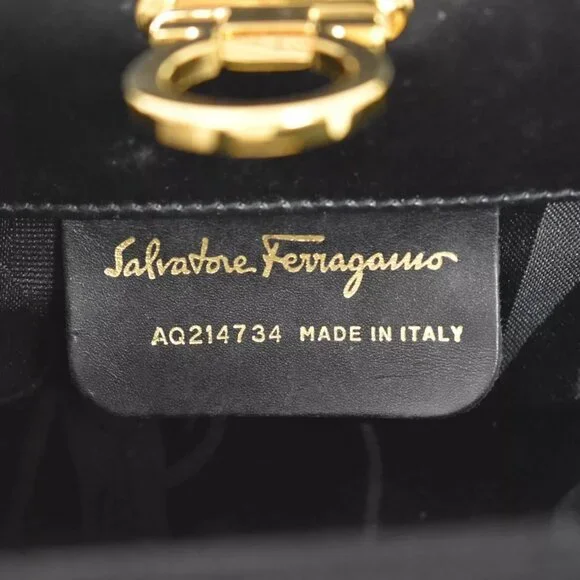 Salvatore Ferragamo
AQ214734 MADE IN ITALY